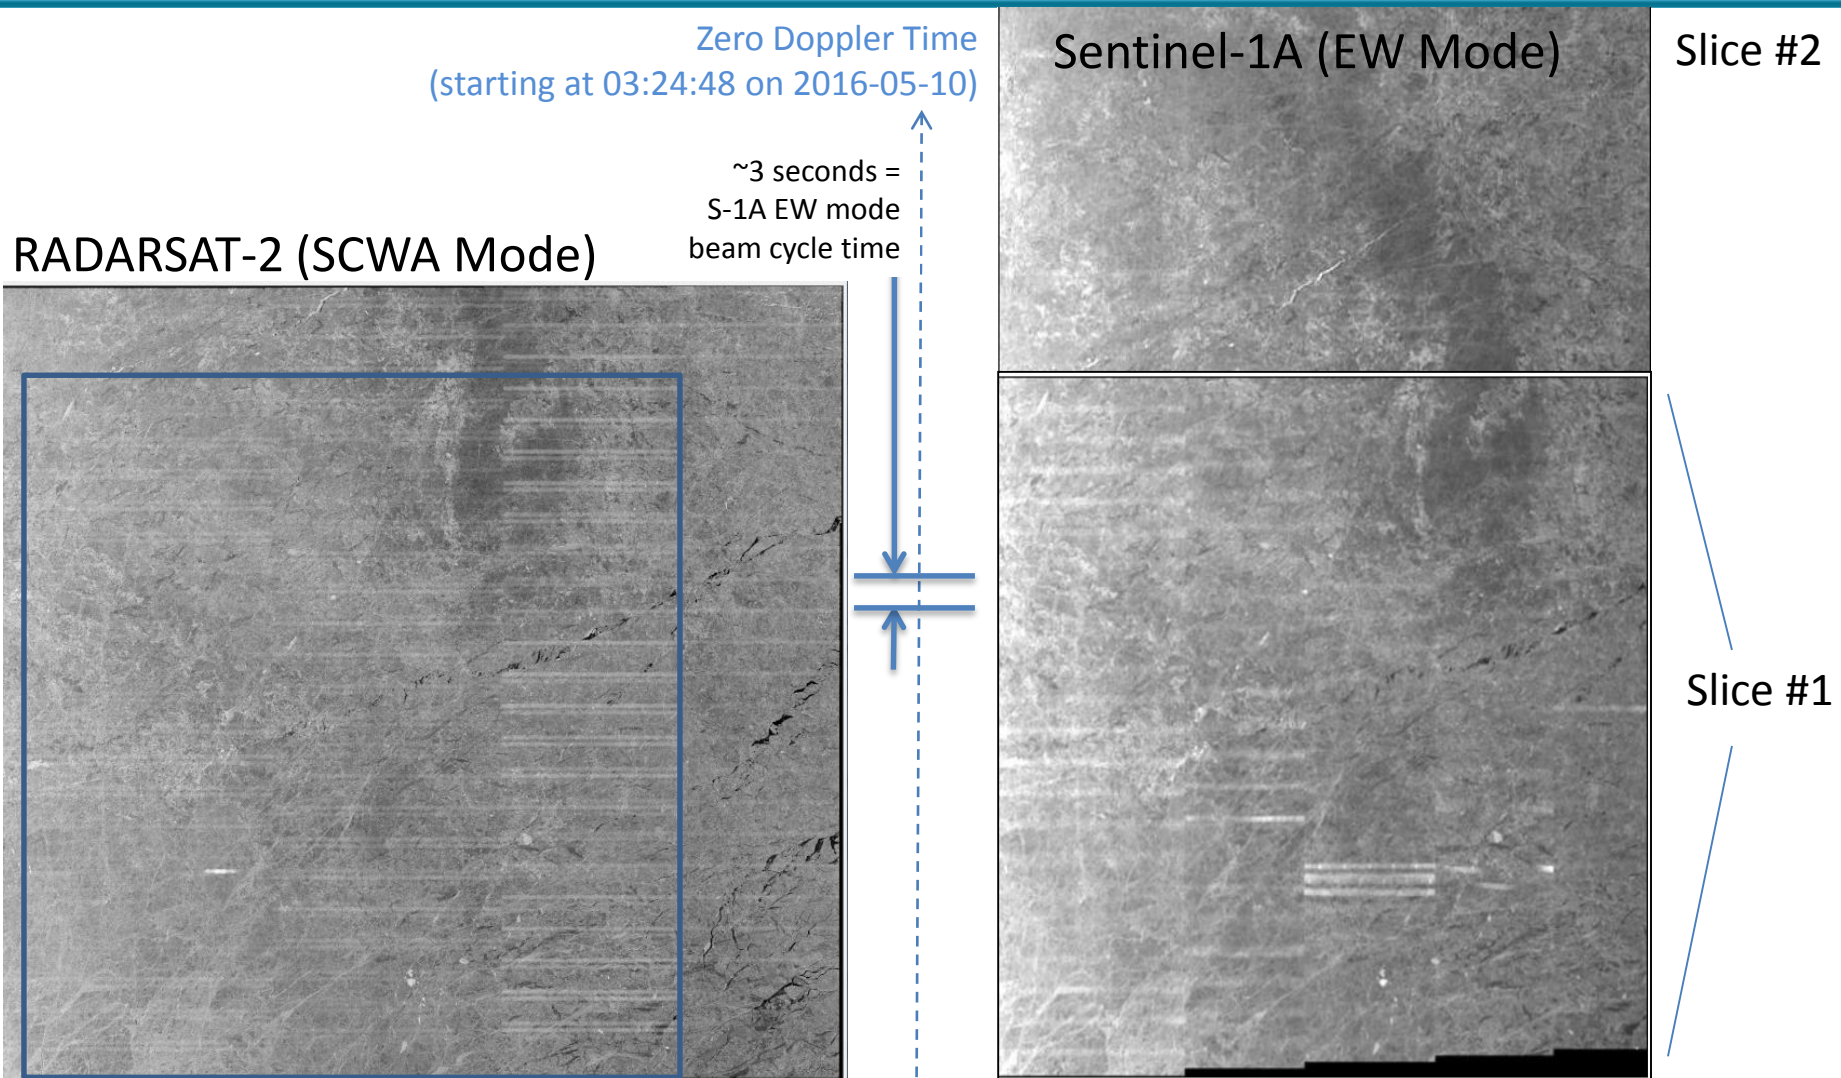 Zero Doppler Time
(starting at 03:24:48 on 2016-05-10)
Sentinel-1A (EW Mode)
Slice #2
~3 seconds =
S-1A EW mode
beam cycle time
RADARSAT-2 (SCWA Mode)
Slice #1